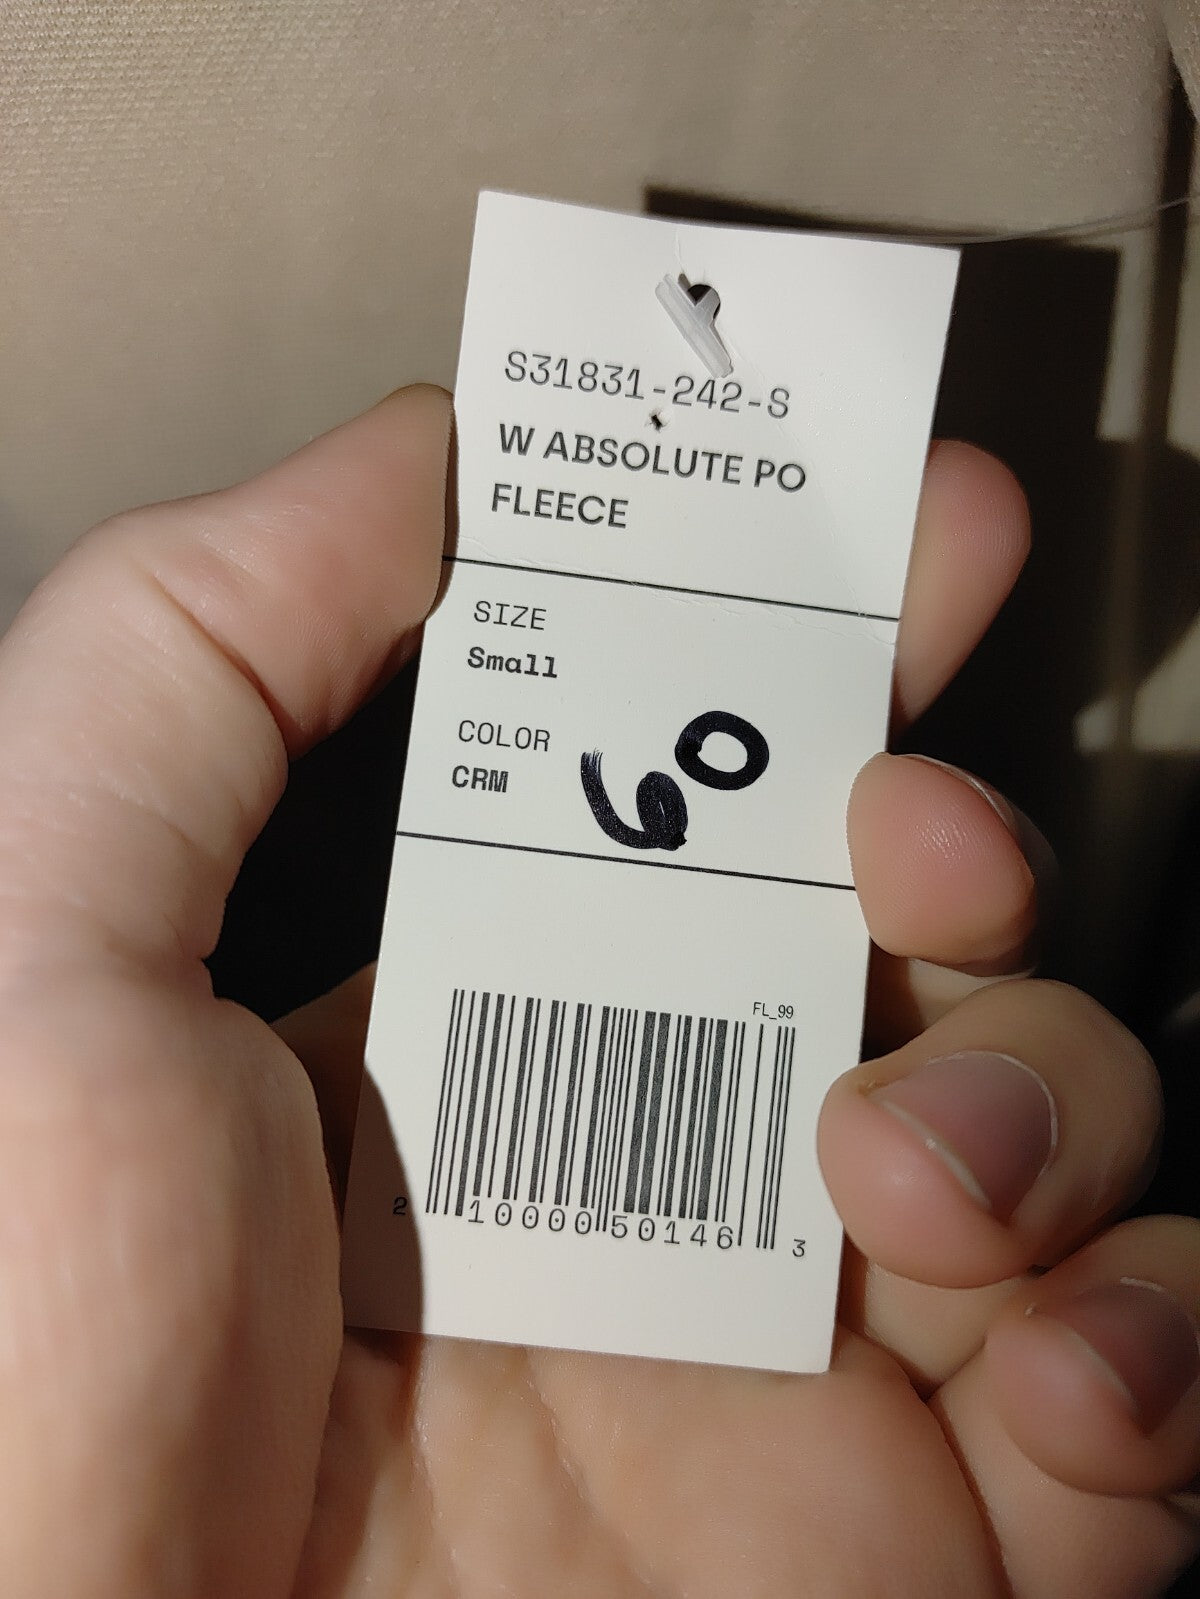 S31831-242-S
W ABSOLUTE PO
FLEECE
SIZE
Small
COLOR
CRM
60
FL_99
2 10000 50146 3